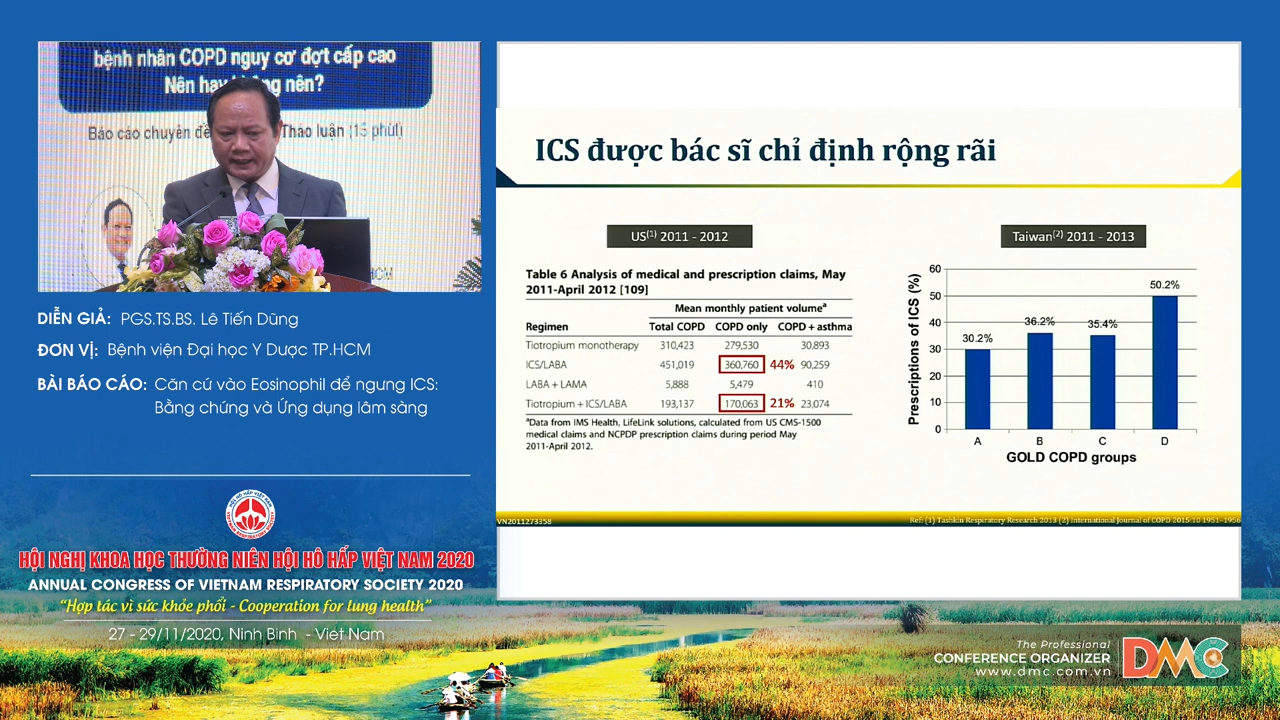 bệnh nhân COPD nguy cơ đợt cấp cao
Nên hay không nên?
Báo cáo chuyên đề Thảo luận (15 phút)
HCM
DIỄN GIẢ: PGS.TS.BS. Lê Tiến Dũng
ĐƠN VỊ: Bệnh viện Đại học Y Dược TP.HCM
BÀI BÁO CÁO: Căn cứ vào Eosinophil để ngưng ICS:
Bằng chứng và Ứng dụng lâm sàng
HỘI HÔ HẤP VIỆT NAM
VIETNAM RESPIRATORY SOCIETY
HỘI NGHỊ KHOA HỌC THƯỜNG NIÊN HỘI HÔ HẤP VIỆT NAM 2020
ANNUAL CONGRESS OF VIETNAM RESPIRATORY SOCIETY 2020
“Hợp tác vì sức khỏe phổi - Cooperation for lung health”
27 - 29/11/2020, Ninh Bình - Viet Nam
ICS được bác sĩ chỉ định rộng rãi
US(1) 2011 - 2012
Table 6 Analysis of medical and prescription claims, May
2011-April 2012 [109]
Mean monthly patient volumeᵃ
Regimen Total COPD COPD only COPD + asthma
Tiotropium monotherapy 310,423 279,530 30,893
ICS/LABA 451,019 360,760 44% 90,259
LABA + LAMA 5,888 5,479 410
Tiotropium + ICS/LABA 193,137 170,063 21% 23,074
ᵃData from IMS Health, LifeLink solutions, calculated from US CMS-1500
medical claims and NCPDP prescription claims during period May
2011-April 2012.
Taiwan(2) 2011 - 2013
Prescriptions of ICS (%)
60
50
40
30
20
10
0
30.2%
36.2%
35.4%
50.2%
A B C D
GOLD COPD groups
VN2011273358
Ref: (1) Tashkin Respiratory Research 2013 (2) International Journal of COPD 2015:10 1951–1956
The Professional
CONFERENCE ORGANIZER
www.dmc.com.vn
DMC